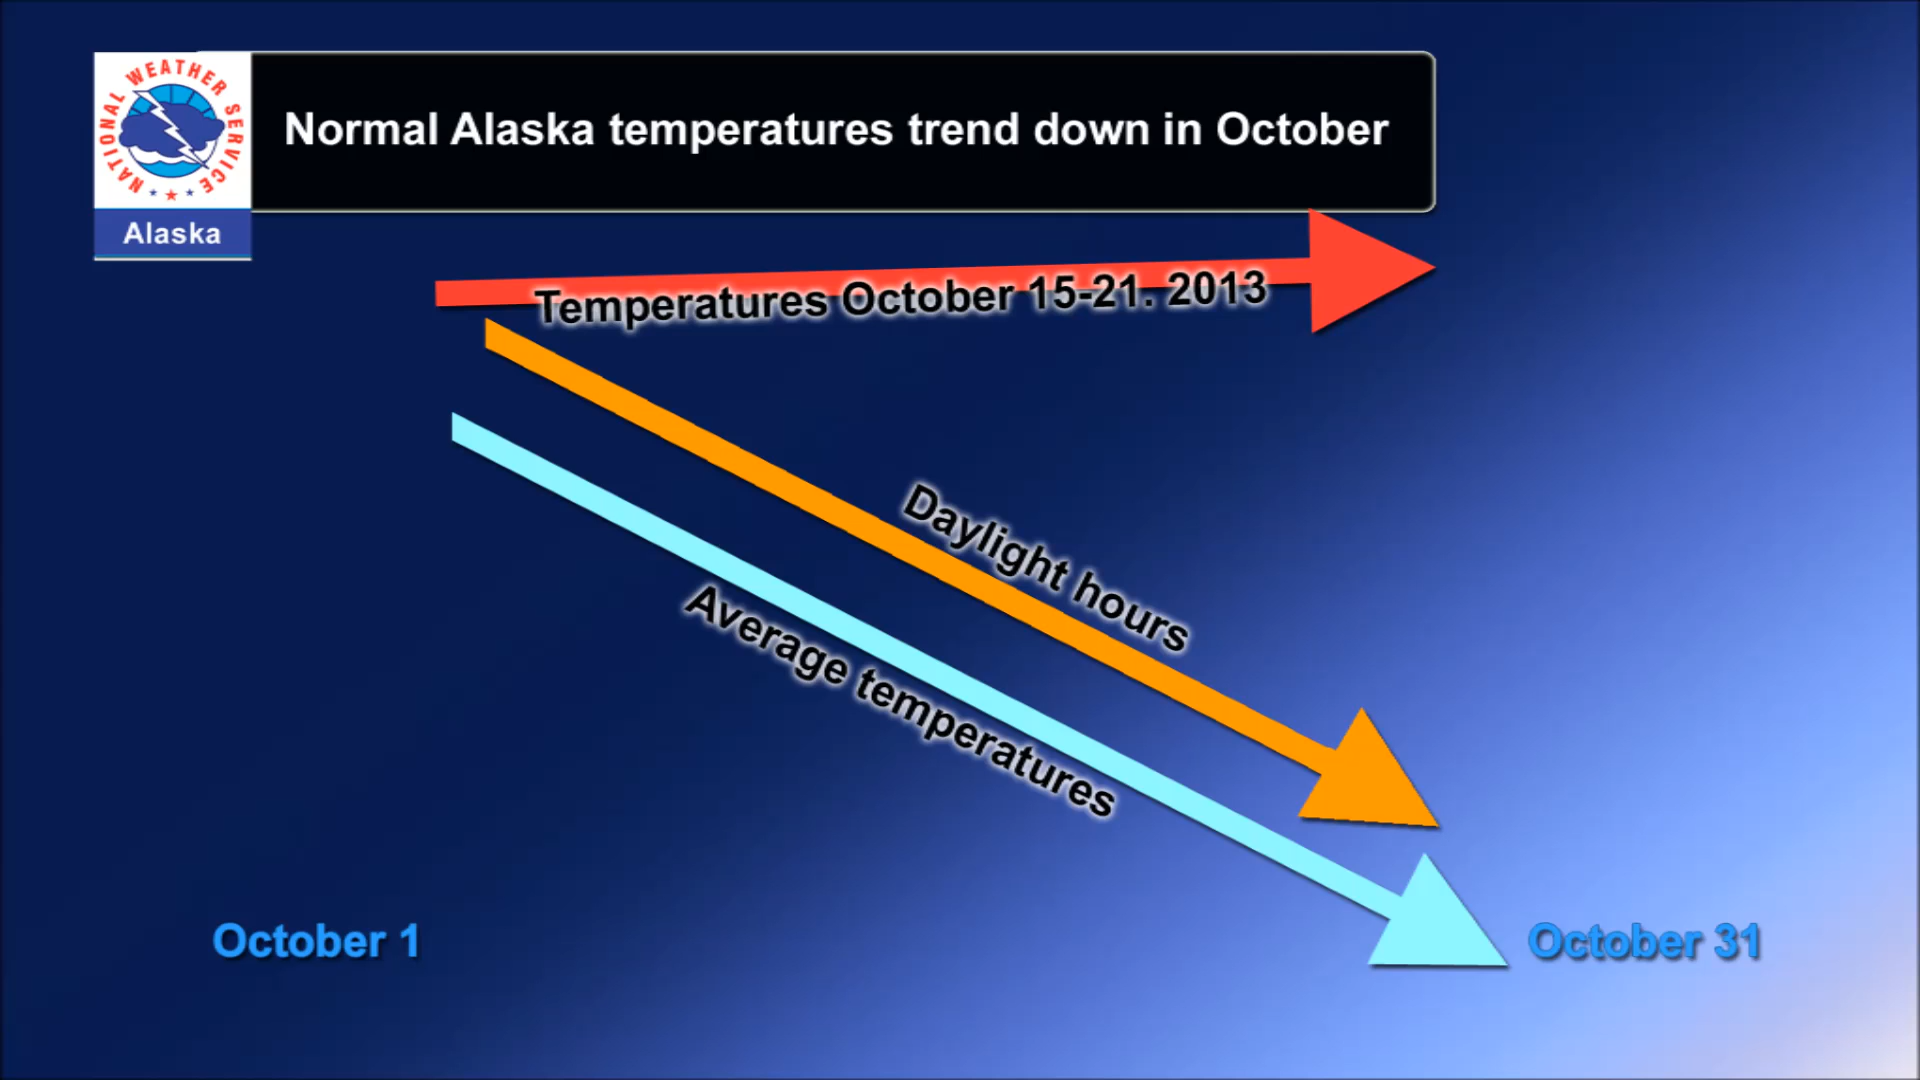 NATIONAL WEATHER SERVICE
Alaska
Normal Alaska temperatures trend down in October
Temperatures October 15-21. 2013
Daylight hours
Average temperatures
October 1
October 31